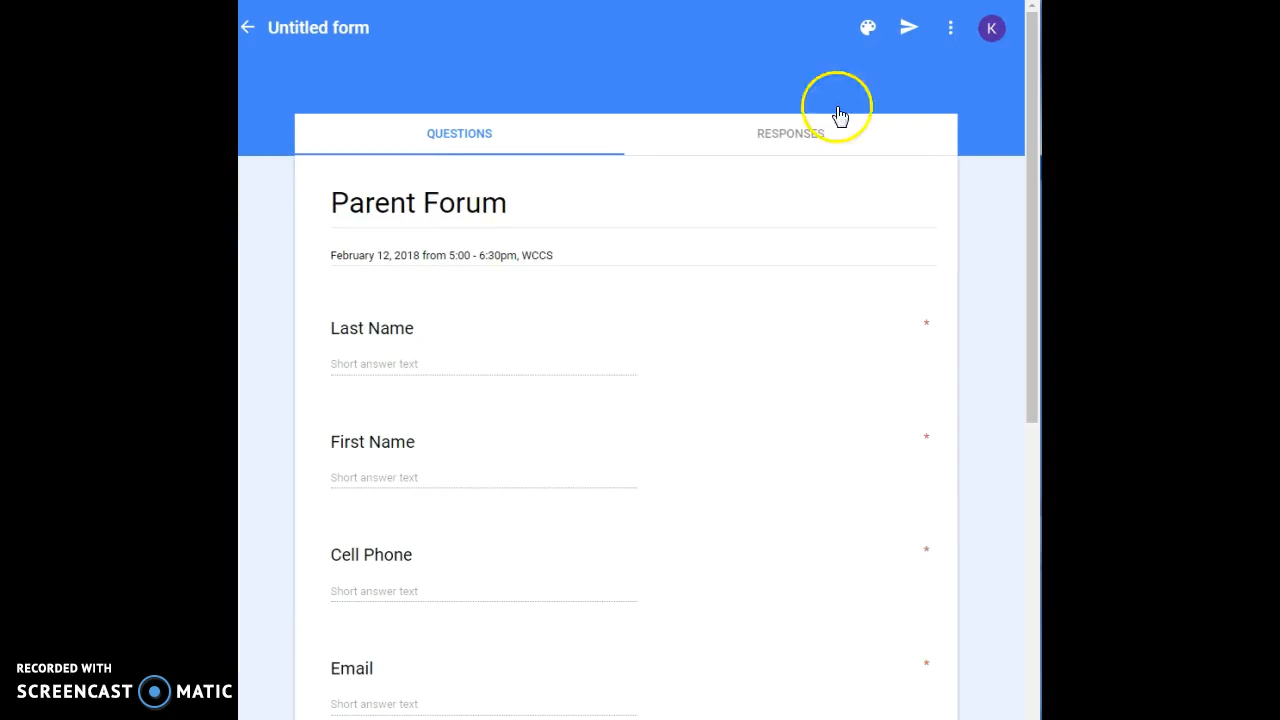 Untitled form
K
QUESTIONS
RESPONSES
Parent Forum
February 12, 2018 from 5:00 - 6:30pm, WCCS
Last Name
*
Short answer text
First Name
*
Short answer text
Cell Phone
*
Short answer text
Email
*
Short answer text
RECORDED WITH
SCREENCAST MATIC